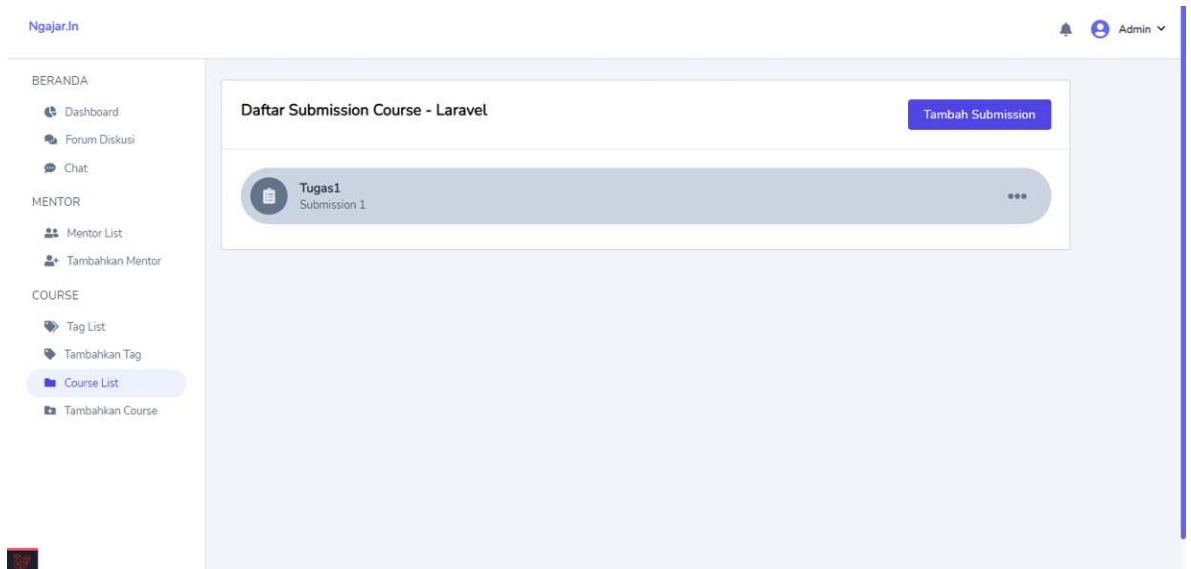 Ngajar.In
Admin
BERANDA
Dashboard
Forum Diskusi
Chat
MENTOR
Mentor List
Tambahkan Mentor
COURSE
Tag List
Tambahkan Tag
Course List
Tambahkan Course
Daftar Submission Course - Laravel
Tambah Submission
Tugas1
Submission 1